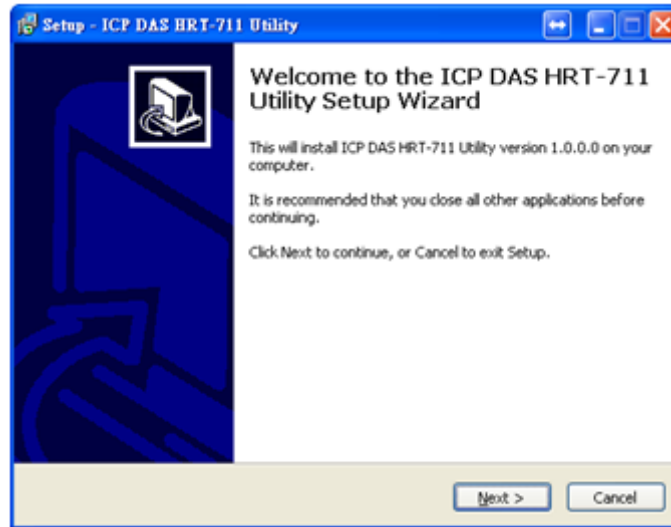 Setup - ICP DAS HRT-711 Utility
Welcome to the ICP DAS HRT-711
Utility Setup Wizard
This will install ICP DAS HRT-711 Utility version 1.0.0.0 on your
computer.
It is recommended that you close all other applications before
continuing.
Click Next to continue, or Cancel to exit Setup.
Next >
Cancel